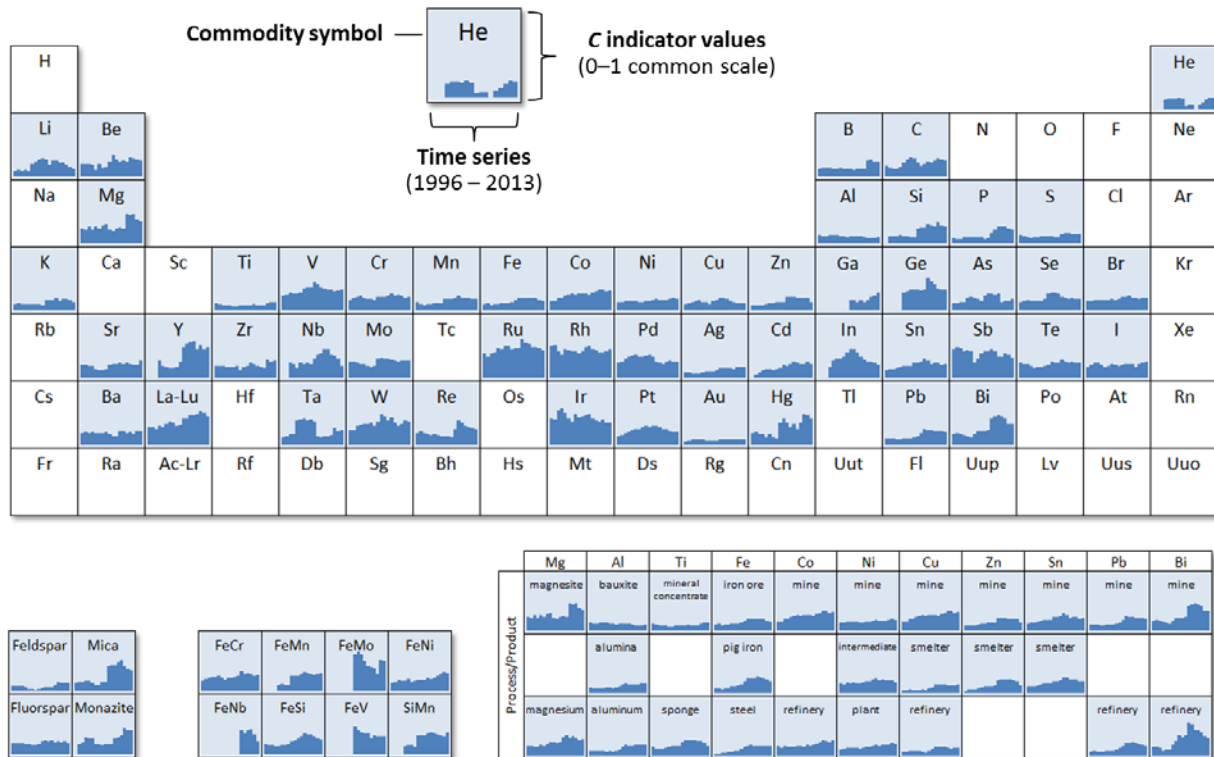 Commodity symbol
He
C indicator values
(0–1 common scale)
Time series
(1996 – 2013)
H He
Li Be B C N O F Ne
Na Mg Al Si P S Cl Ar
K Ca Sc Ti V Cr Mn Fe Co Ni Cu Zn Ga Ge As Se Br Kr
Rb Sr Y Zr Nb Mo Tc Ru Rh Pd Ag Cd In Sn Sb Te I Xe
Cs Ba La-Lu Hf Ta W Re Os Ir Pt Au Hg Tl Pb Bi Po At Rn
Fr Ra Ac-Lr Rf Db Sg Bh Hs Mt Ds Rg Cn Uut Fl Uup Lv Uus Uuo
Feldspar Mica
Fluorspar Monazite
FeCr FeMn FeMo FeNi
FeNb FeSi FeV SiMn
Process/Product
Mg Al Ti Fe Co Ni Cu Zn Sn Pb Bi
magnesite bauxite mineral concentrate iron ore mine mine mine mine mine mine mine
alumina pig iron intermediate smelter smelter smelter
magnesium aluminum sponge steel refinery plant refinery refinery refinery